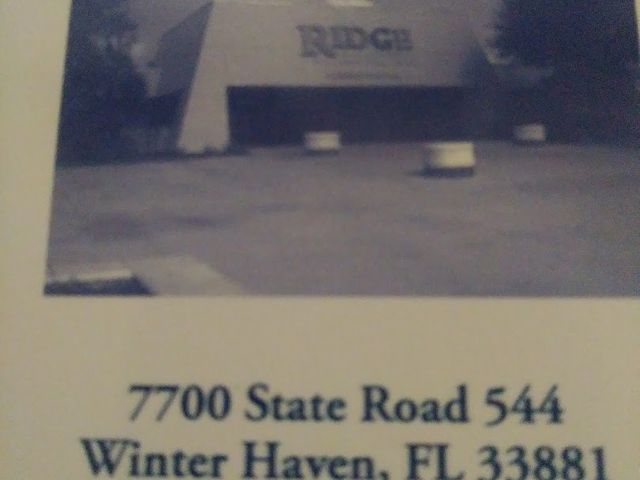 RIDGE
7700 State Road 544
Winter Haven, FL 33881